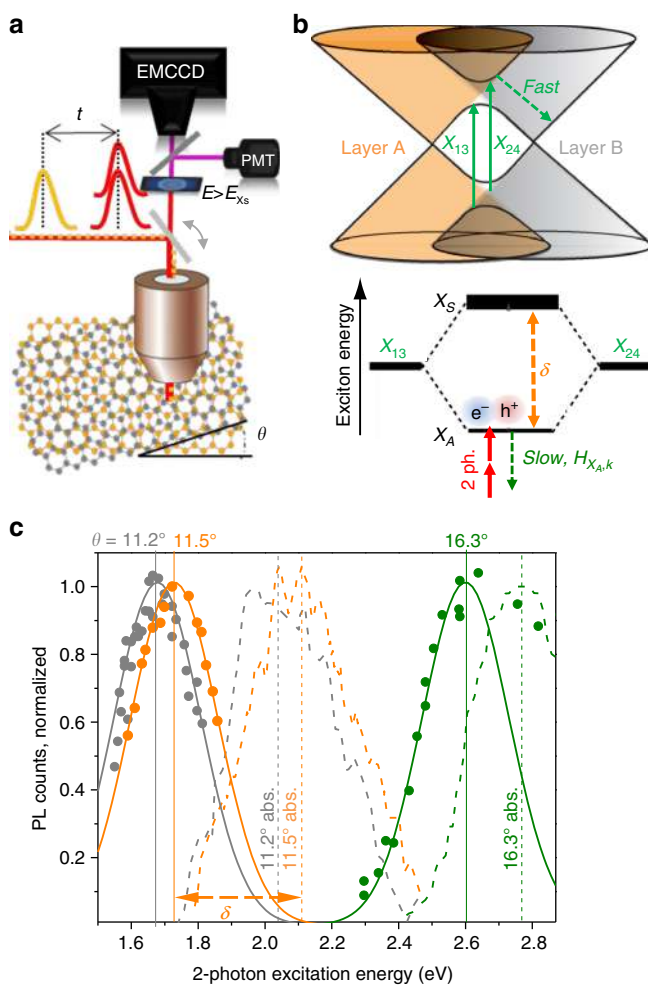 a
EMCCD
t
PMT
E>E_Xs
θ
b
Fast
Layer A
X13
X24
Layer B
Exciton energy
XS
X13
X24
δ
e− h+
XA
2 ph.
Slow, H_XA,k
c
θ = 11.2° 11.5° 16.3°
PL counts, normalized
1.0
0.8
0.6
0.4
0.2
11.2° abs.
11.5° abs.
16.3° abs.
δ
1.6 1.8 2.0 2.2 2.4 2.6 2.8
2-photon excitation energy (eV)